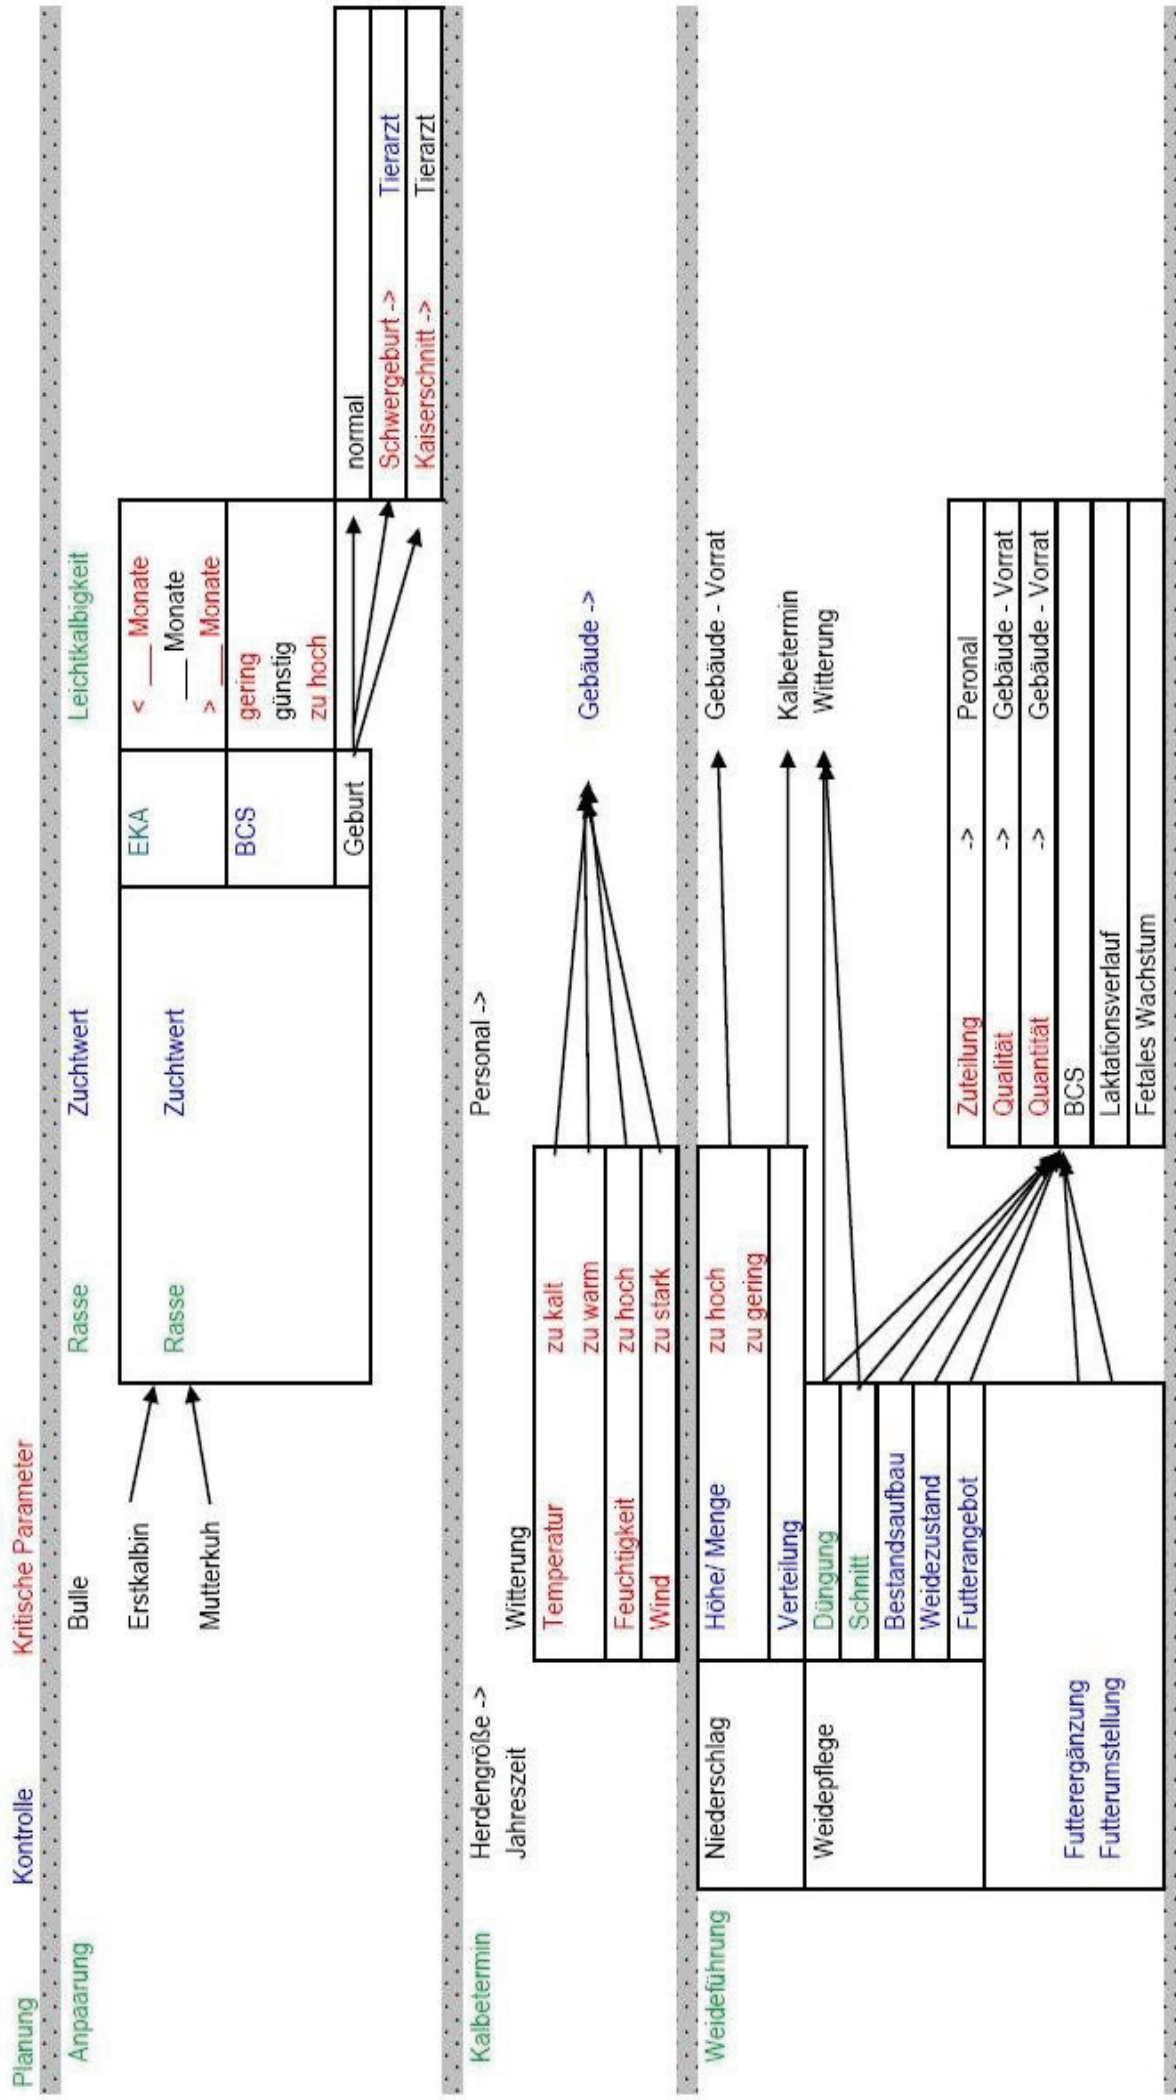 Planung Kontrolle Kritische Parameter
Anpaarung Bulle Rasse Zuchtwert Leichtkalbigkeit
Erstkalbin EKA < ___ Monate
Rasse Zuchtwert ___ Monate
Mutterkuh > ___ Monate
BCS gering
günstig
zu hoch
Geburt normal
Schwergeburt -> Tierarzt
Kaiserschnitt -> Tierarzt
Kalbetermin Herdengröße -> Personal ->
Jahreszeit Witterung
Temperatur zu kalt
zu warm Gebäude ->
Feuchtigkeit zu hoch
Wind zu stark
Weideführung Niederschlag Höhe/ Menge zu hoch Gebäude - Vorrat
zu gering
Verteilung Kalbetermin
Weidepflege Düngung Witterung
Schnitt
Bestandsaufbau
Weidezustand
Futterangebot Zuteilung -> Peronal
Qualität -> Gebäude - Vorrat
Quantität -> Gebäude - Vorrat
Futterergänzung BCS
Futterumstellung Laktationsverlauf
Fetales Wachstum